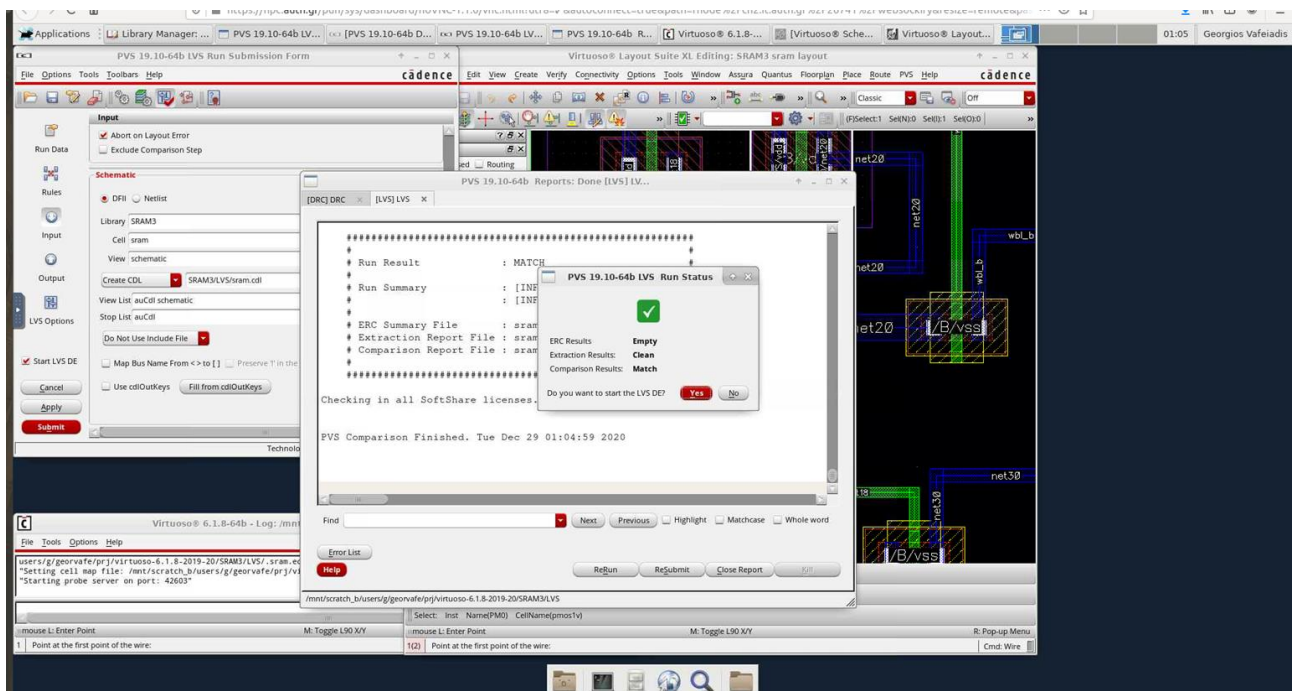 Applications
Library Manager: ...
PVS 19.10-64b LV...
[PVS 19.10-64b D...
PVS 19.10-64b LV...
PVS 19.10-64b R...
Virtuoso® 6.1.8-...
[Virtuoso® Sche...
Virtuoso® Layout...
01:05 Georgios Vafeiadis
PVS 19.10-64b LVS Run Submission Form
File Options Tools Toolbars Help
cādence
Input
Run Data
Rules
Input
Output
LVS Options
Start LVS DE
Cancel
Apply
Submit
Abort on Layout Error
Exclude Comparison Step
Schematic
DFII Netlist
Library SRAM3
Cell sram
View schematic
Create CDL SRAM3/LVS/sram.cdl
View List auCdl schematic
Stop List auCdl
Do Not Use Include File
Map Bus Name From < > to [ ] Preserve '!' in the
Use cdlOutKeys Fill from cdlOutKeys
Technolo
Virtuoso® Layout Suite XL Editing: SRAM3 sram layout
Edit View Create Verify Connectivity Options Tools Window Assura Quantus Floorplan Place Route PVS Help
cādence
Classic
Off
(F)Select:1 Sel(N):0 Sel(I):1 Sel(O):0
Routing
net20
net20
wbl_b
wbl_b
net20
net20
/B/vss
net30
net30
/B/vss
PVS 19.10-64b Reports: Done [LVS] LV...
[DRC] DRC
[LVS] LVS
##########################################################
#
# Run Result : MATCH
#
# Run Summary : [INF
# : [INF
#
# ERC Summary File : sram
# Extraction Report File : sram
# Comparison Report File : sram
#
Checking in all SoftShare licenses.
PVS Comparison Finished. Tue Dec 29 01:04:59 2020
Find
Next Previous Highlight Matchcase Whole word
Error List
Help
ReRun ReSubmit Close Report Kill
/mnt/scratch_b/users/g/georvafe/prj/virtuoso-6.1.8-2019-20/SRAM3/LVS
PVS 19.10-64b LVS Run Status
ERC Results Empty
Extraction Results: Clean
Comparison Results: Match
Do you want to start the LVS DE? Yes No
Virtuoso® 6.1.8-64b - Log: /mnt
File Tools Options Help
"Setting cell map file: /mnt/scratch_b/users/g/georvafe/prj/vi
"Starting probe server on port: 42603"
mouse L: Enter Point M: Toggle L90 X/Y
1 Point at the first point of the wire:
Select: Inst Name(PM0) CellName(pmos1v)
mouse L: Enter Point M: Toggle L90 X/Y R: Pop-up Menu
1(2) Point at the first point of the wire: Cmd: Wire